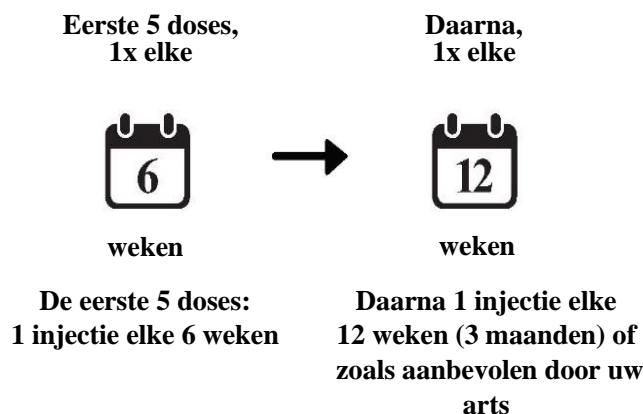 Eerste 5 doses,
1x elke
6
weken
De eerste 5 doses:
1 injectie elke 6 weken
Daarna,
1x elke
12
weken
Daarna 1 injectie elke
12 weken (3 maanden) of
zoals aanbevolen door uw
arts